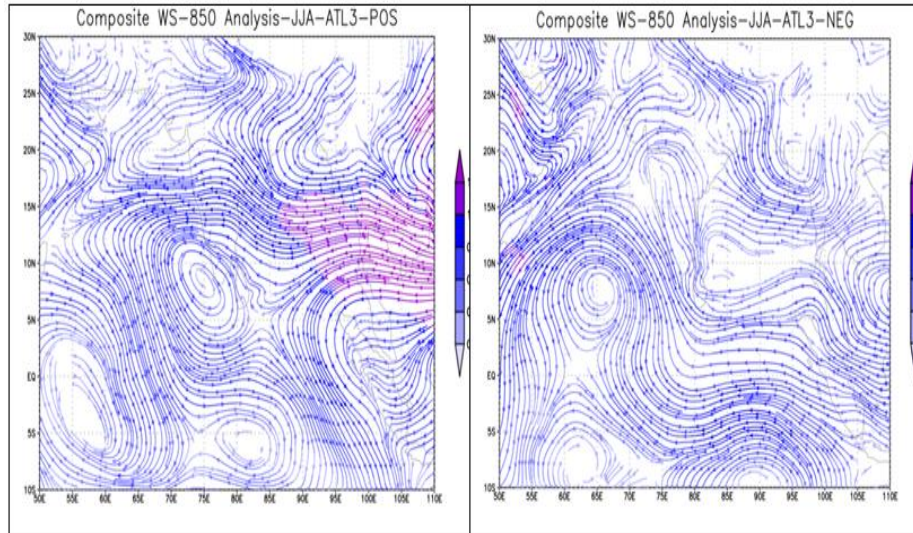 Composite WS-850 Analysis-JJA-ATL3-POS
30N
25N
20N
15N
10N
5N
EQ
5S
10S
50E 55E 60E 65E 70E 75E 80E 85E 90E 95E 100E 105E 110E
Composite WS-850 Analysis-JJA-ATL3-NEG
30N
25N
20N
15N
10N
5N
EQ
5S
10S
50E 55E 60E 65E 70E 75E 80E 85E 90E 95E 100E 105E 110E